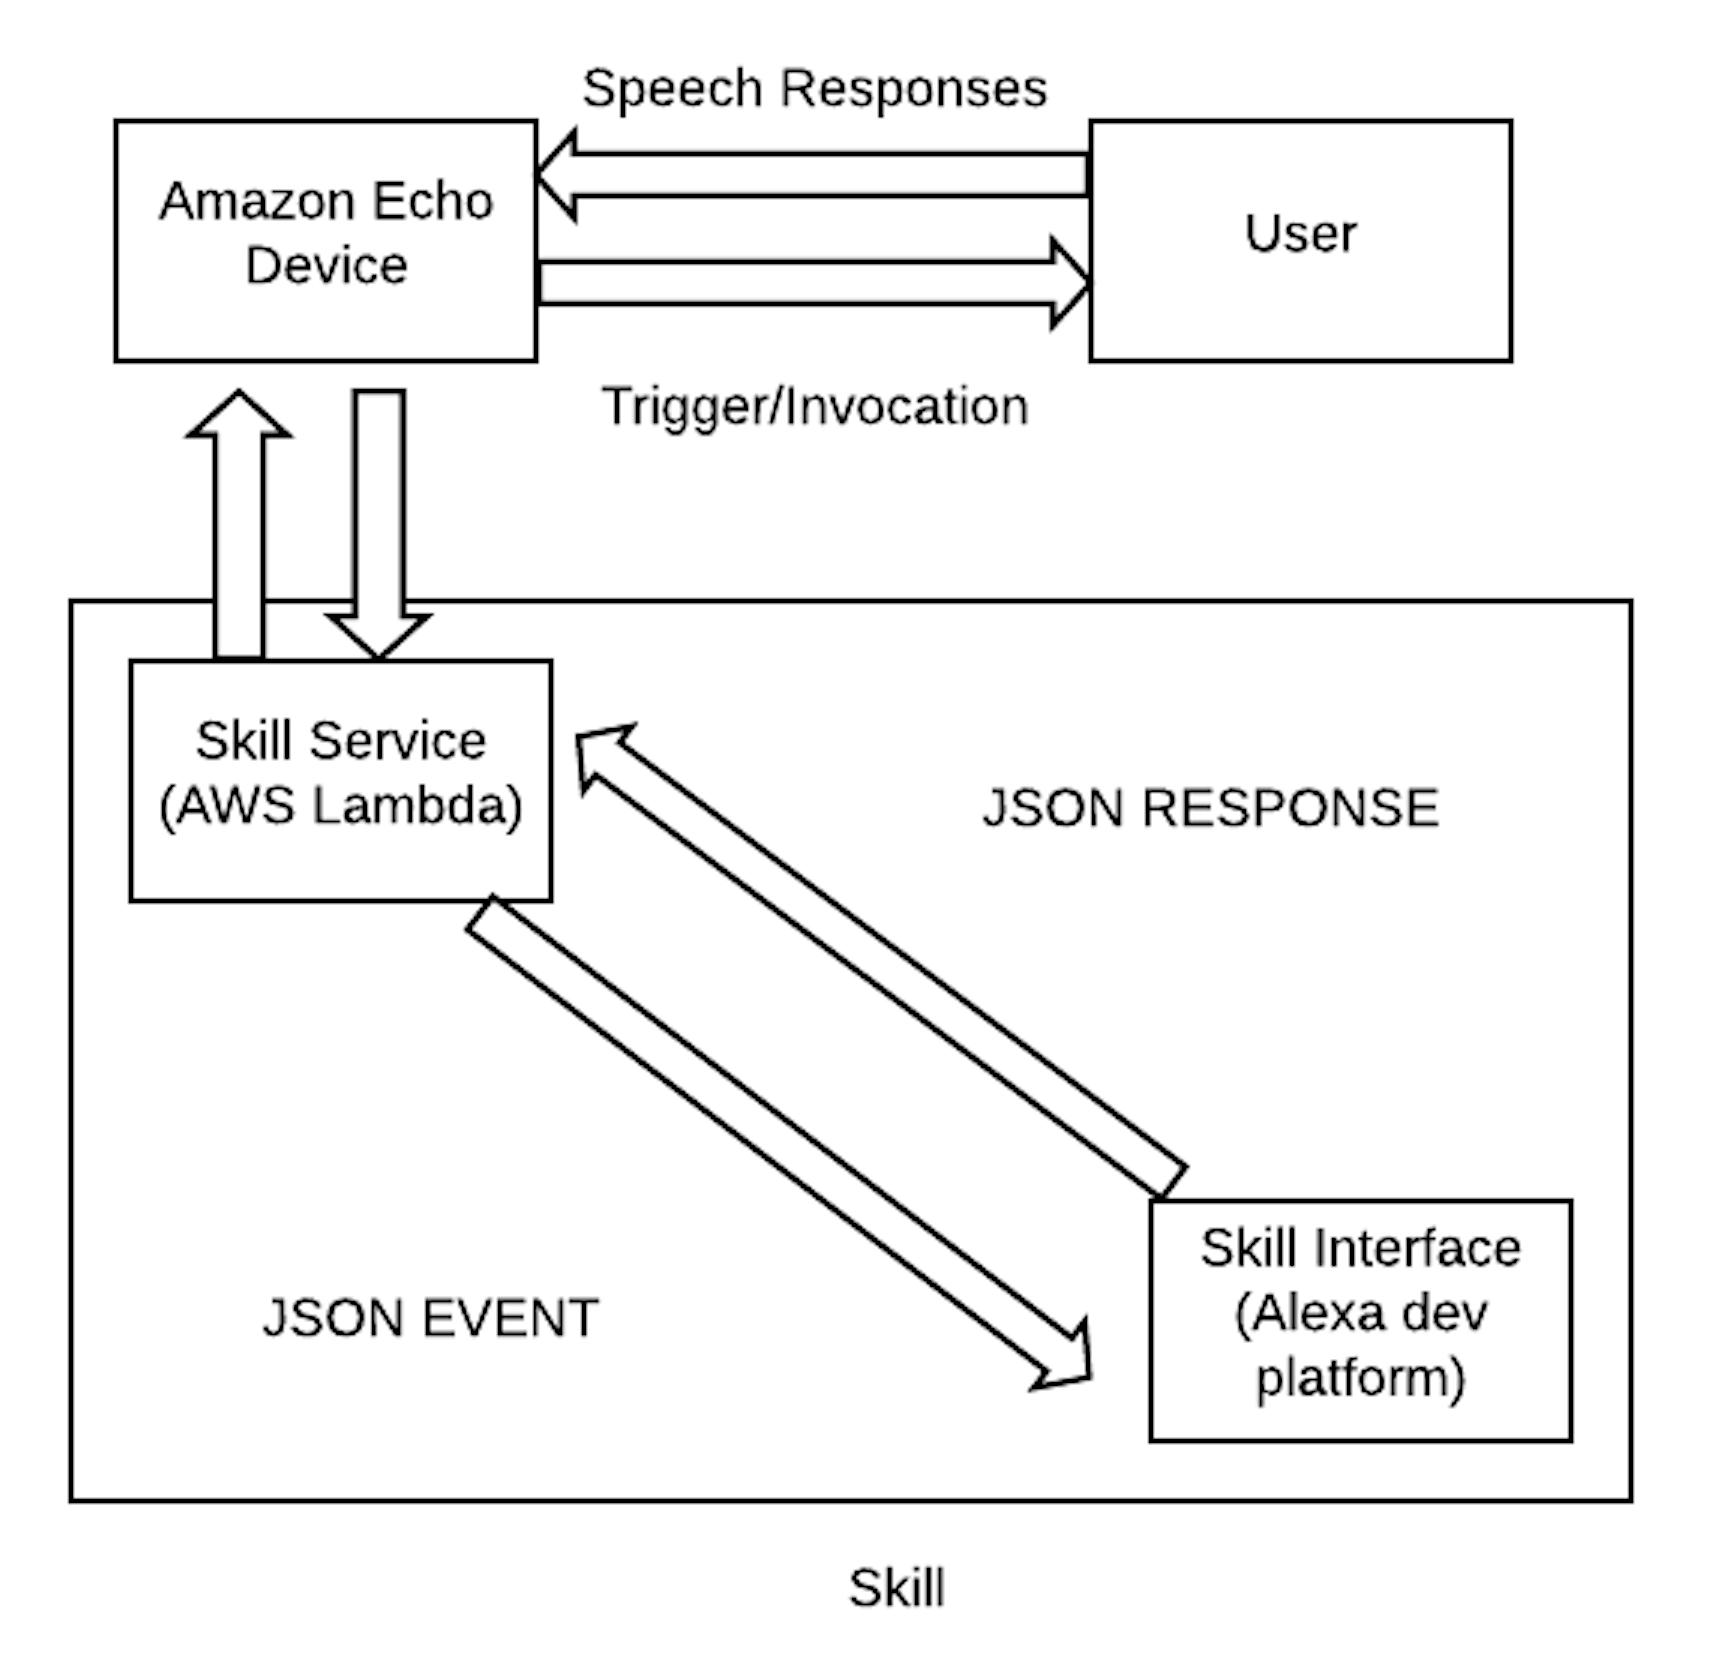 Speech Responses
Amazon Echo
Device
User
Trigger/Invocation
Skill Service
(AWS Lambda)
JSON RESPONSE
JSON EVENT
Skill Interface
(Alexa dev
platform)
Skill